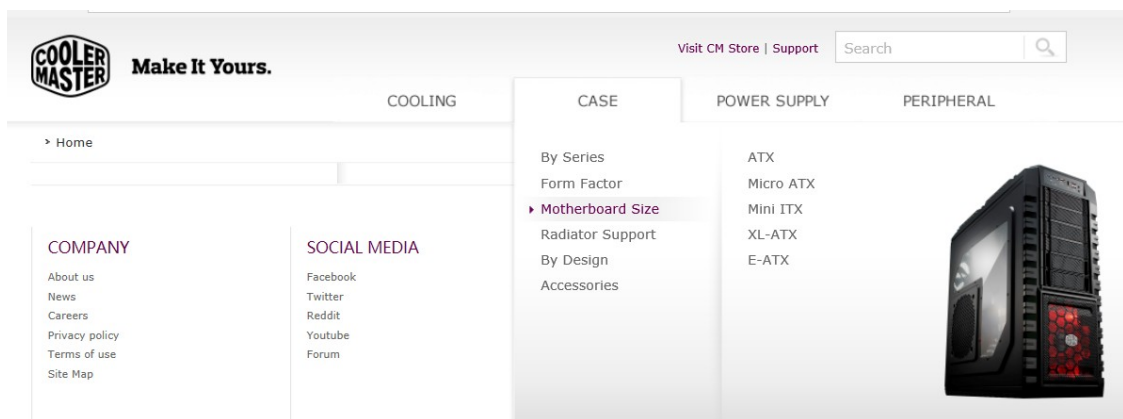 COOLER
MASTER
Make It Yours.
Visit CM Store | Support
Search
COOLING
CASE
POWER SUPPLY
PERIPHERAL
> Home
By Series
Form Factor
Motherboard Size
Radiator Support
By Design
Accessories
ATX
Micro ATX
Mini ITX
XL-ATX
E-ATX
COMPANY
About us
News
Careers
Privacy policy
Terms of use
Site Map
SOCIAL MEDIA
Facebook
Twitter
Reddit
Youtube
Forum